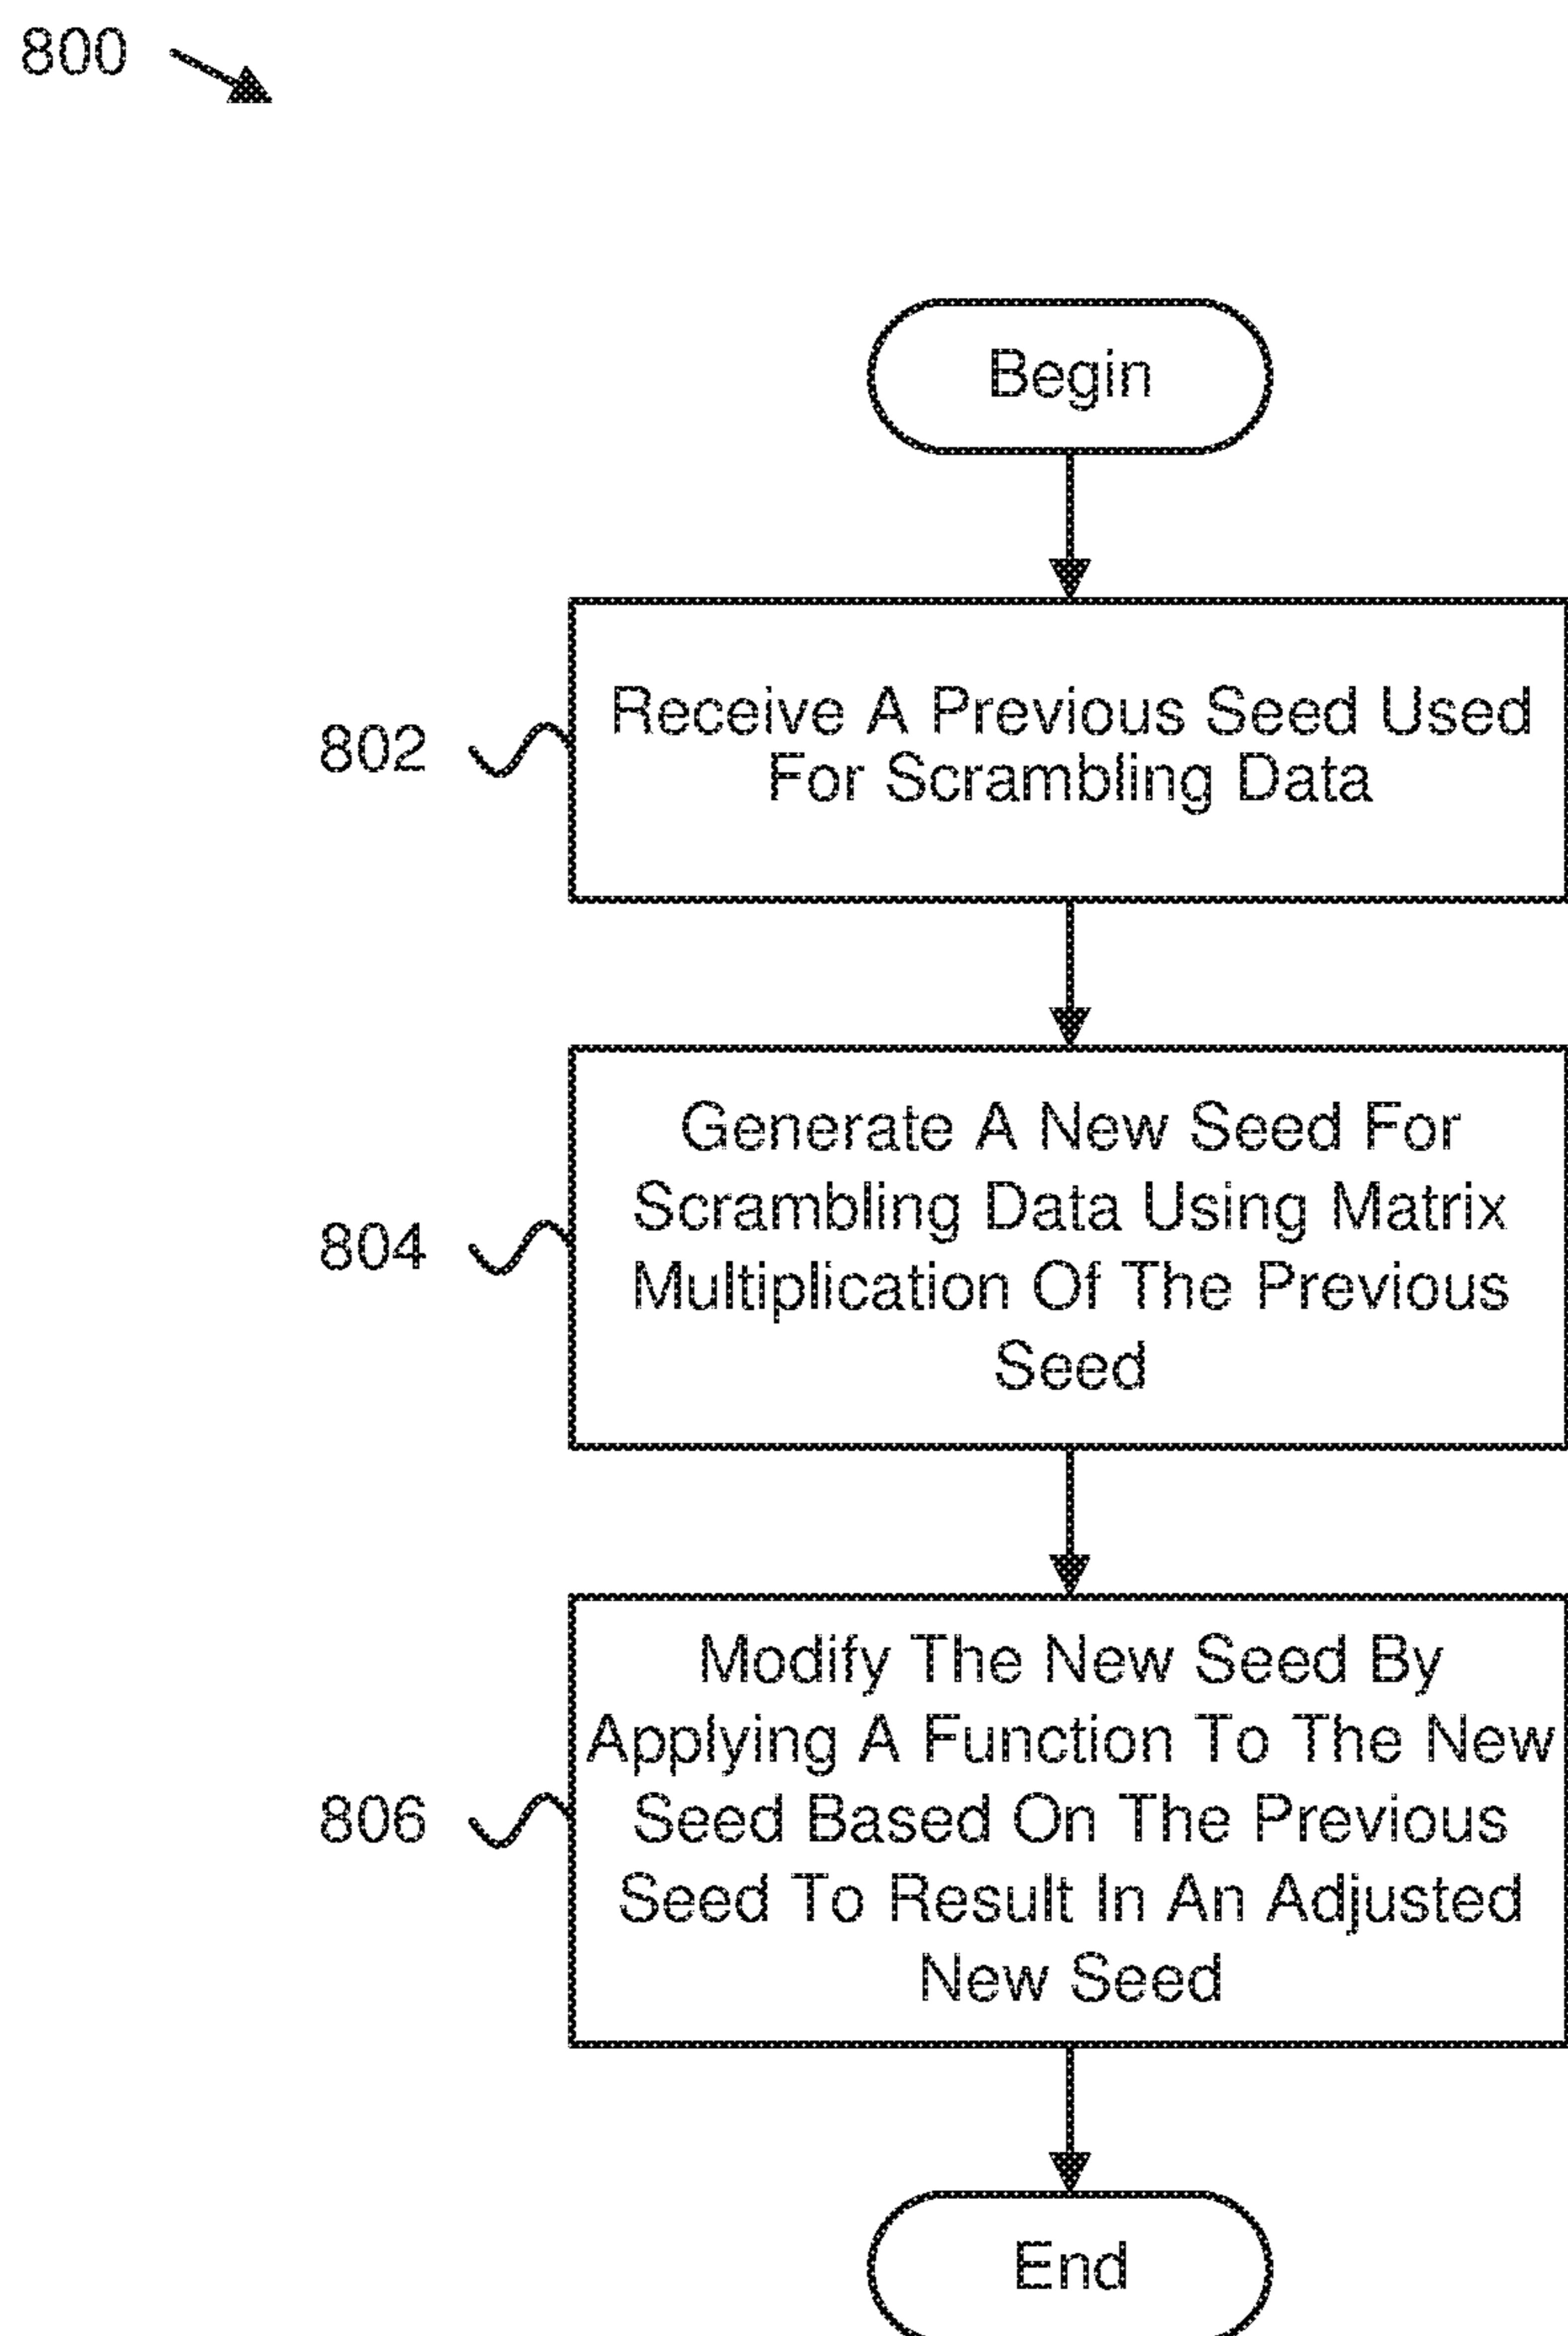 800
Begin
802
Receive A Previous Seed Used
For Scrambling Data
804
Generate A New Seed For
Scrambling Data Using Matrix
Multiplication Of The Previous
Seed
806
Modify The New Seed By
Applying A Function To The New
Seed Based On The Previous
Seed To Result In An Adjusted
New Seed
End